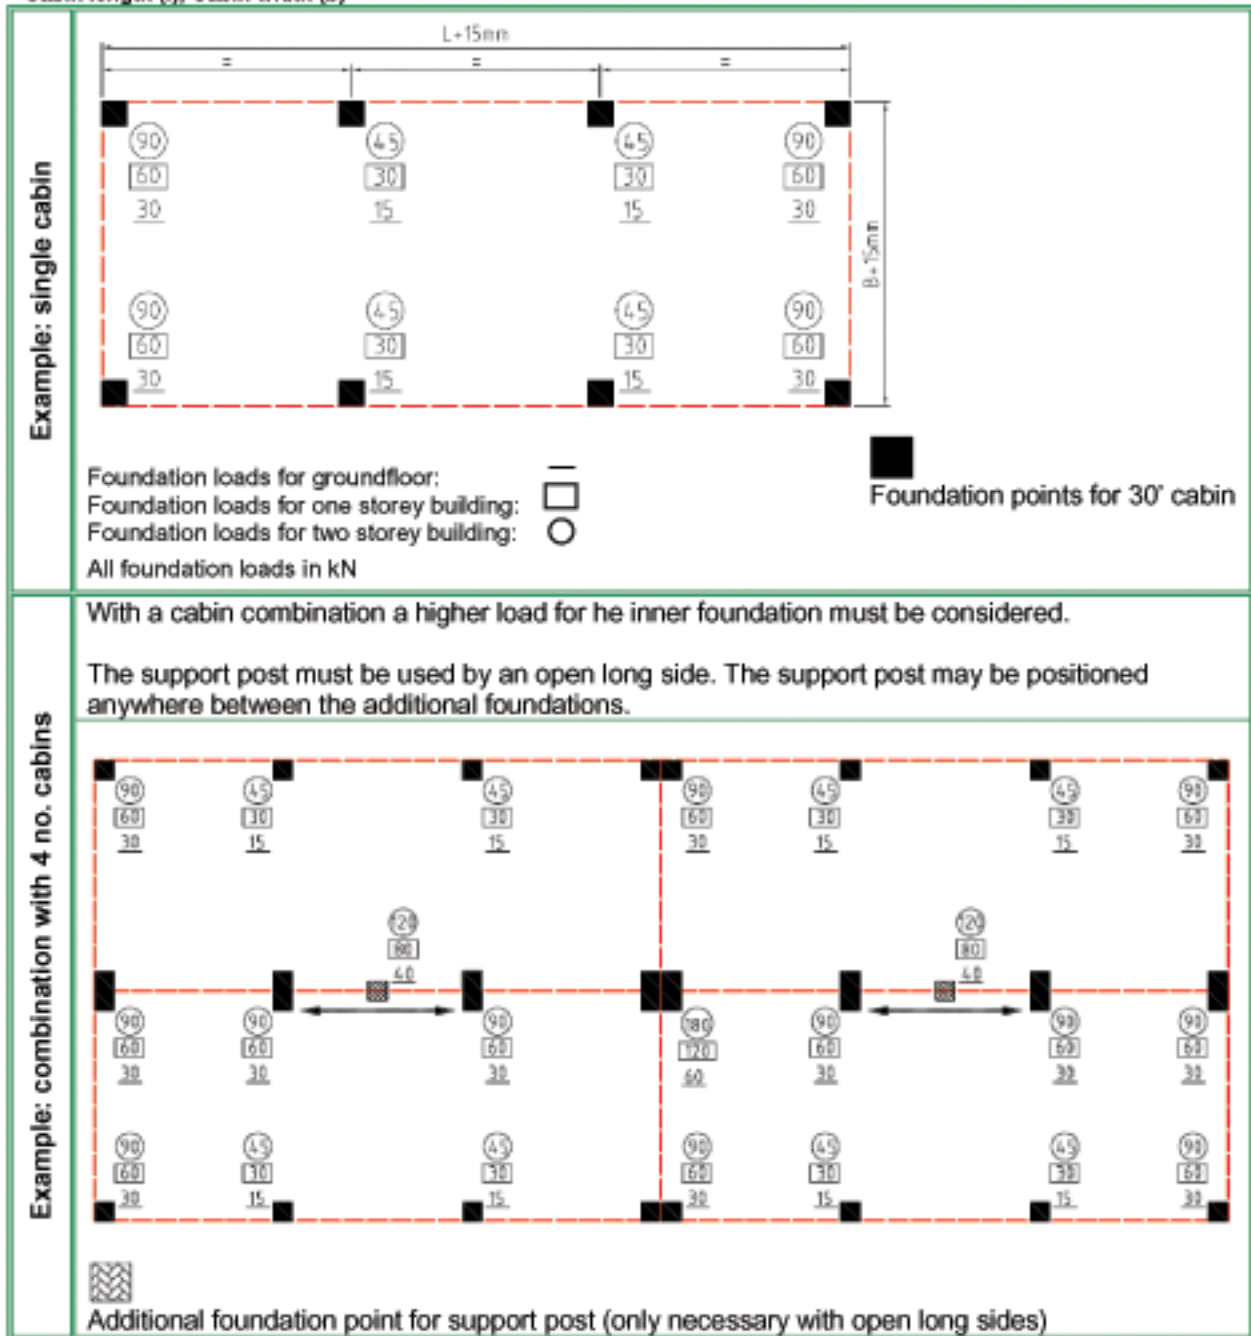 L+15mm
= = =
90 45 45 90
60 30 30 60
30 15 15 30
B+15mm
90 45 45 90
60 30 30 60
30 15 15 30
Example: single cabin
Foundation loads for groundfloor:
Foundation loads for one storey building:
Foundation loads for two storey building:
All foundation loads in kN
Foundation points for 30' cabin
With a cabin combination a higher load for he inner foundation must be considered.
The support post must be used by an open long side. The support post may be positioned
anywhere between the additional foundations.
Example: combination with 4 no. cabins
90 45 45 90 45 45 90
60 30 30 60 30 30 60
30 15 15 30 15 15 30
120 120
80 80
40 40
90 90 90 180 90 90 90
60 60 60 120 60 60 60
30 30 30 60 30 30 30
90 45 45 90 45 45 90
60 30 30 60 30 30 60
30 15 15 30 15 15 30
Additional foundation point for support post (only necessary with open long sides)